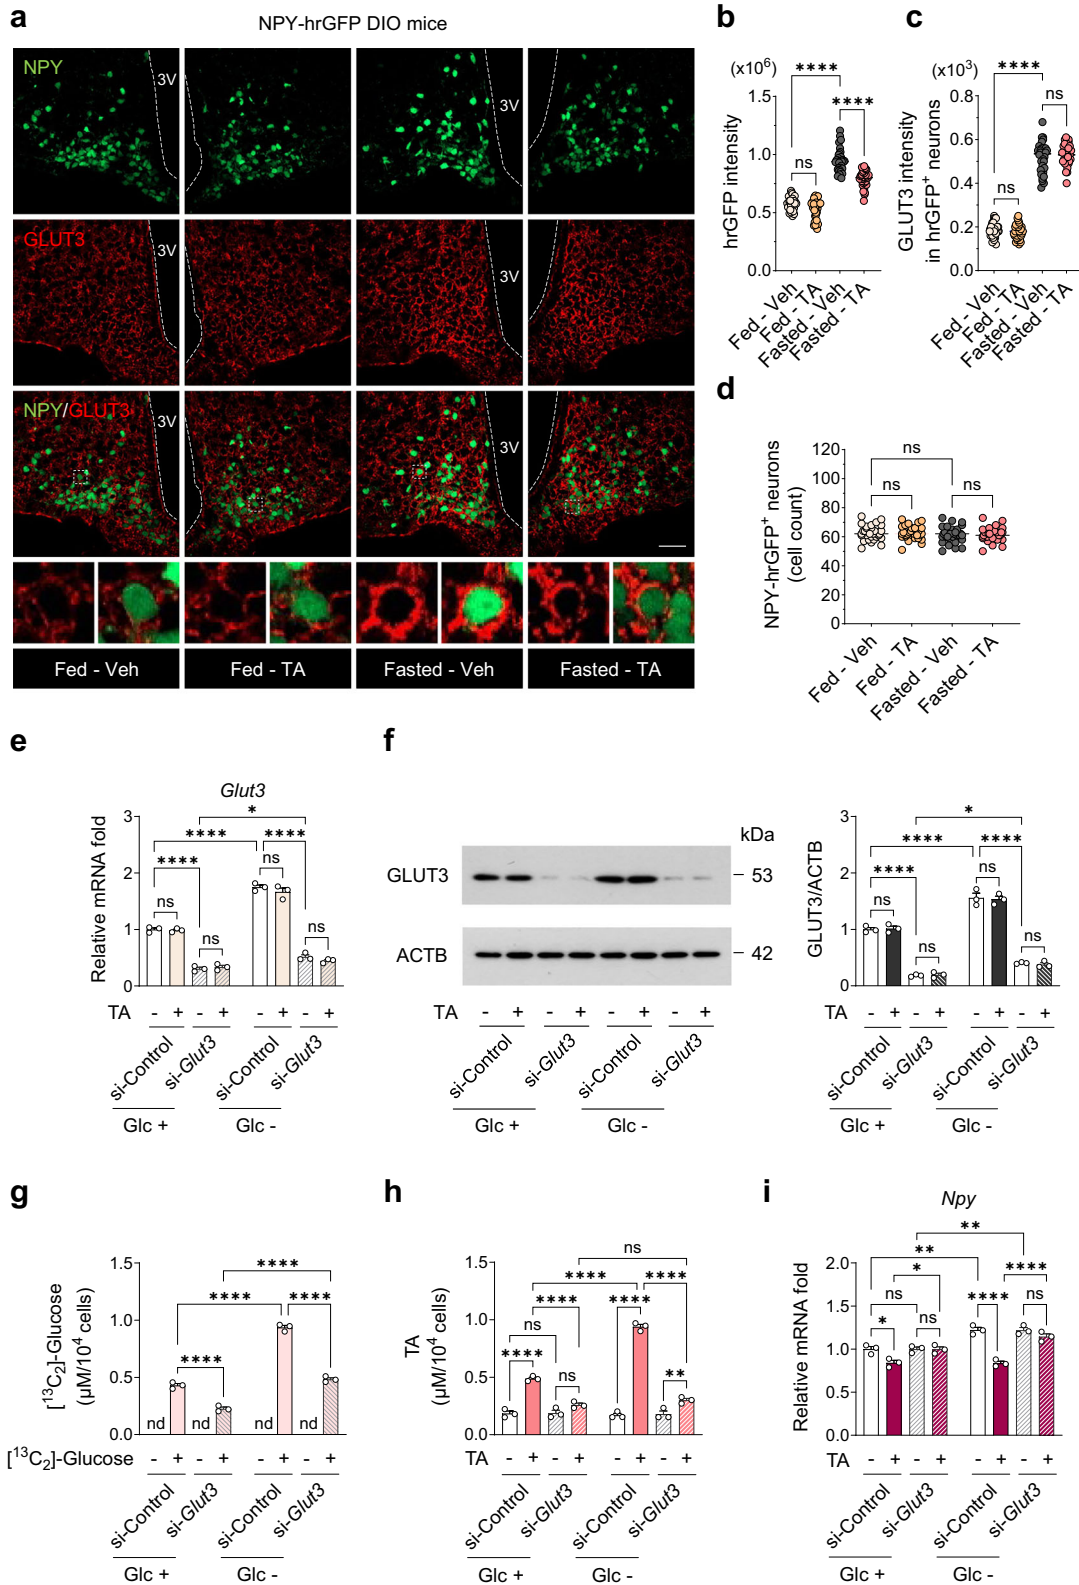 a
NPY-hrGFP DIO mice
NPY
3V
GLUT3
3V
NPY/GLUT3
3V
3V
3V
3V
Fed - Veh
Fed - TA
Fasted - Veh
Fasted - TA
b
(x10⁶)
hrGFP intensity
1.5
1.0
0.5
0.0
****
****
ns
Fed - Veh
Fed - TA
Fasted - Veh
Fasted - TA
c
(x10³)
GLUT3 intensity
in hrGFP⁺ neurons
0.8
0.6
0.4
0.2
0.0
****
ns
ns
Fed - Veh
Fed - TA
Fasted - Veh
Fasted - TA
d
NPY-hrGFP⁺ neurons
(cell count)
120
100
80
60
40
20
0
ns
ns
ns
Fed - Veh
Fed - TA
Fasted - Veh
Fasted - TA
e
Glut3
Relative mRNA fold
3
2
1
0
*
**** ****
**** ns
ns ns ns
TA - + - + - + - +
si-Control
si-Glut3
si-Control
si-Glut3
Glc +
Glc -
f
kDa
GLUT3
53
ACTB
42
TA - + - + - + - +
si-Control
si-Glut3
si-Control
si-Glut3
Glc +
Glc -
GLUT3/ACTB
3
2
1
0
*
**** ****
**** ns
ns ns ns
- + - + - + - +
si-Control
si-Glut3
si-Control
si-Glut3
Glc +
Glc -
g
[¹³C₂]-Glucose
(µM/10⁴ cells)
1.5
1.0
0.5
0.0
****
**** ****
****
nd nd nd nd
[¹³C₂]-Glucose - + - + - + - +
si-Control
si-Glut3
si-Control
si-Glut3
Glc +
Glc -
h
TA
(µM/10⁴ cells)
1.5
1.0
0.5
0.0
ns
**** ****
**** ****
ns
**** ns **
TA - + - + - + - +
si-Control
si-Glut3
si-Control
si-Glut3
Glc +
Glc -
i
Npy
Relative mRNA fold
2.0
1.5
1.0
0.5
0.0
**
**
* ****
ns **** ns
* ns
TA - + - + - + - +
si-Control
si-Glut3
si-Control
si-Glut3
Glc +
Glc -